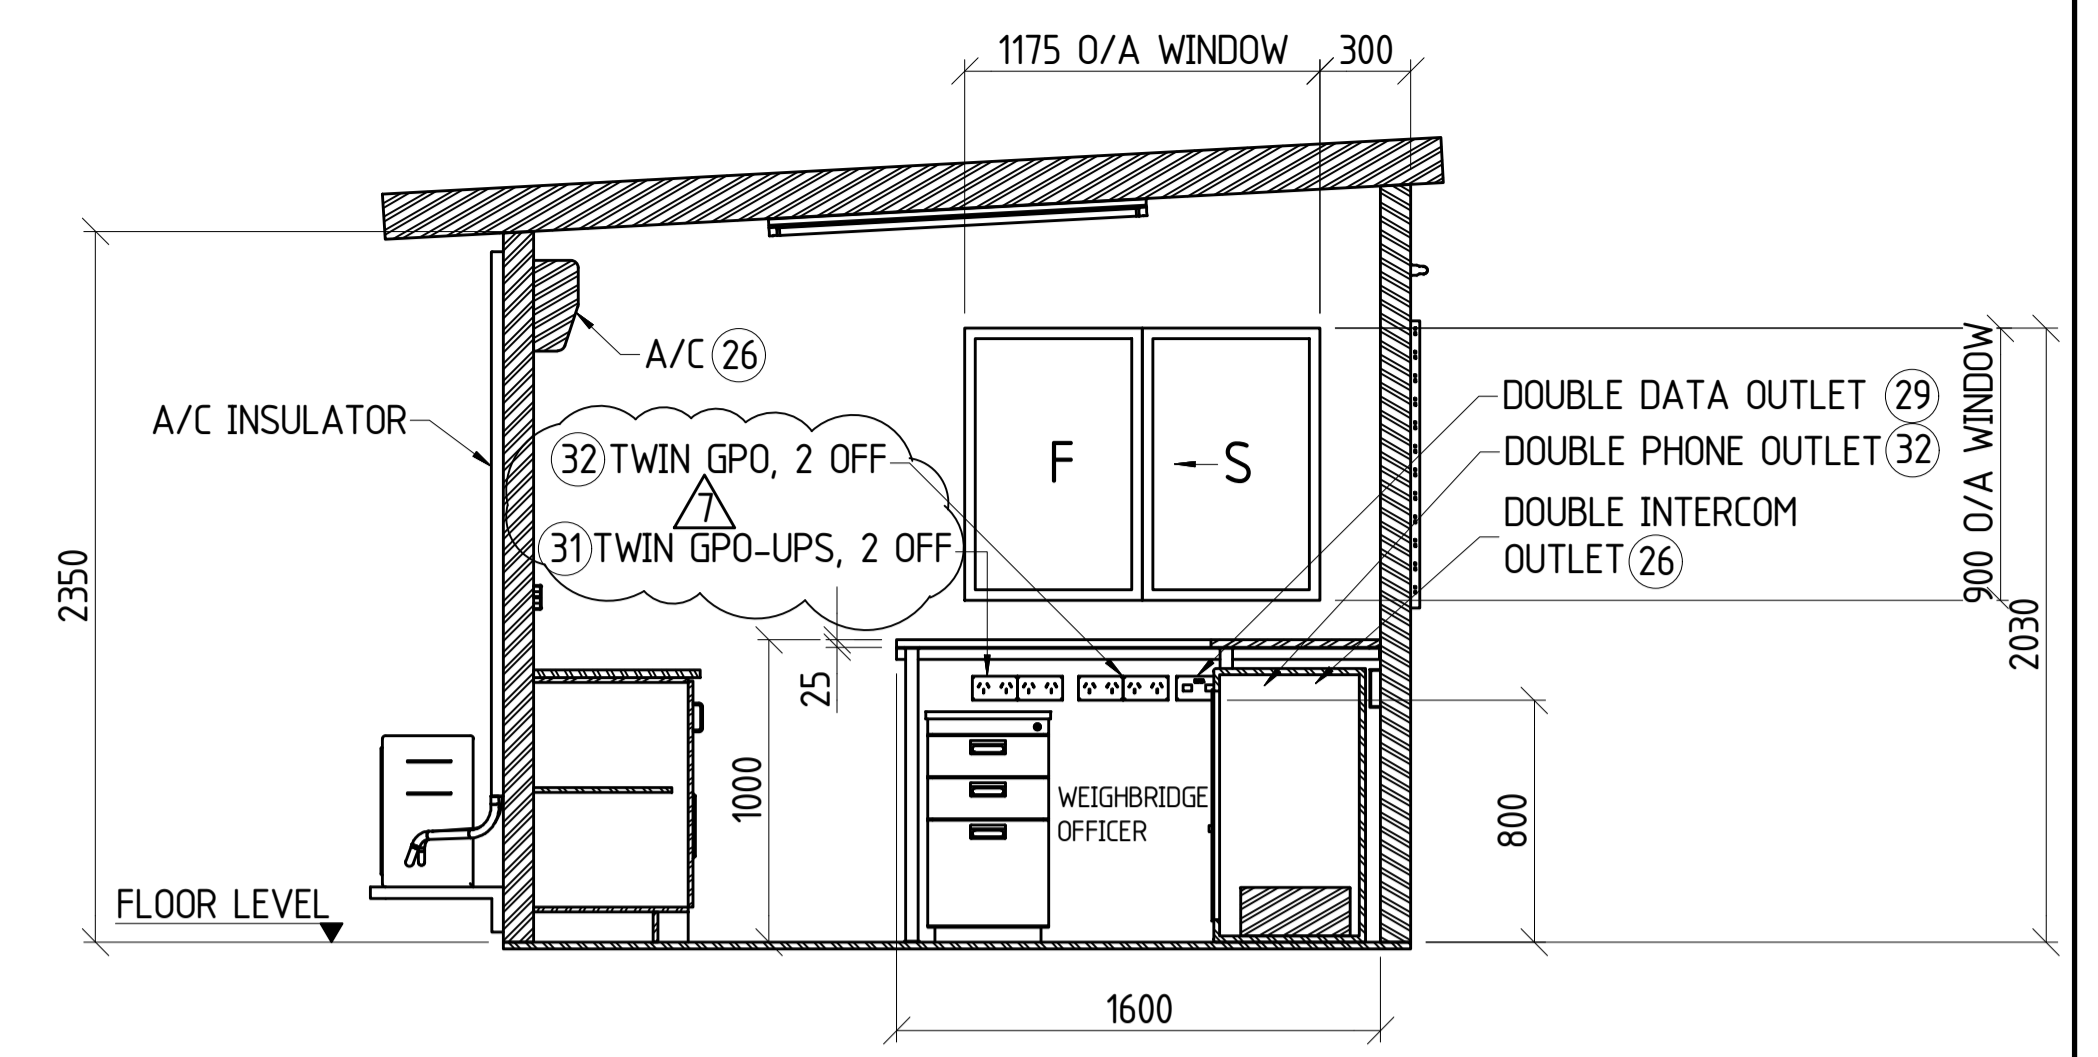 1175 O/A WINDOW 300
A/C 26
A/C INSULATOR
32 TWIN GPO, 2 OFF
7
31 TWIN GPO-UPS, 2 OFF
F
S
DOUBLE DATA OUTLET 29
DOUBLE PHONE OUTLET 32
DOUBLE INTERCOM
OUTLET 26
900 O/A WINDOW
2030
2350
25
1000
WEIGHBRIDGE
OFFICER
800
FLOOR LEVEL
1600